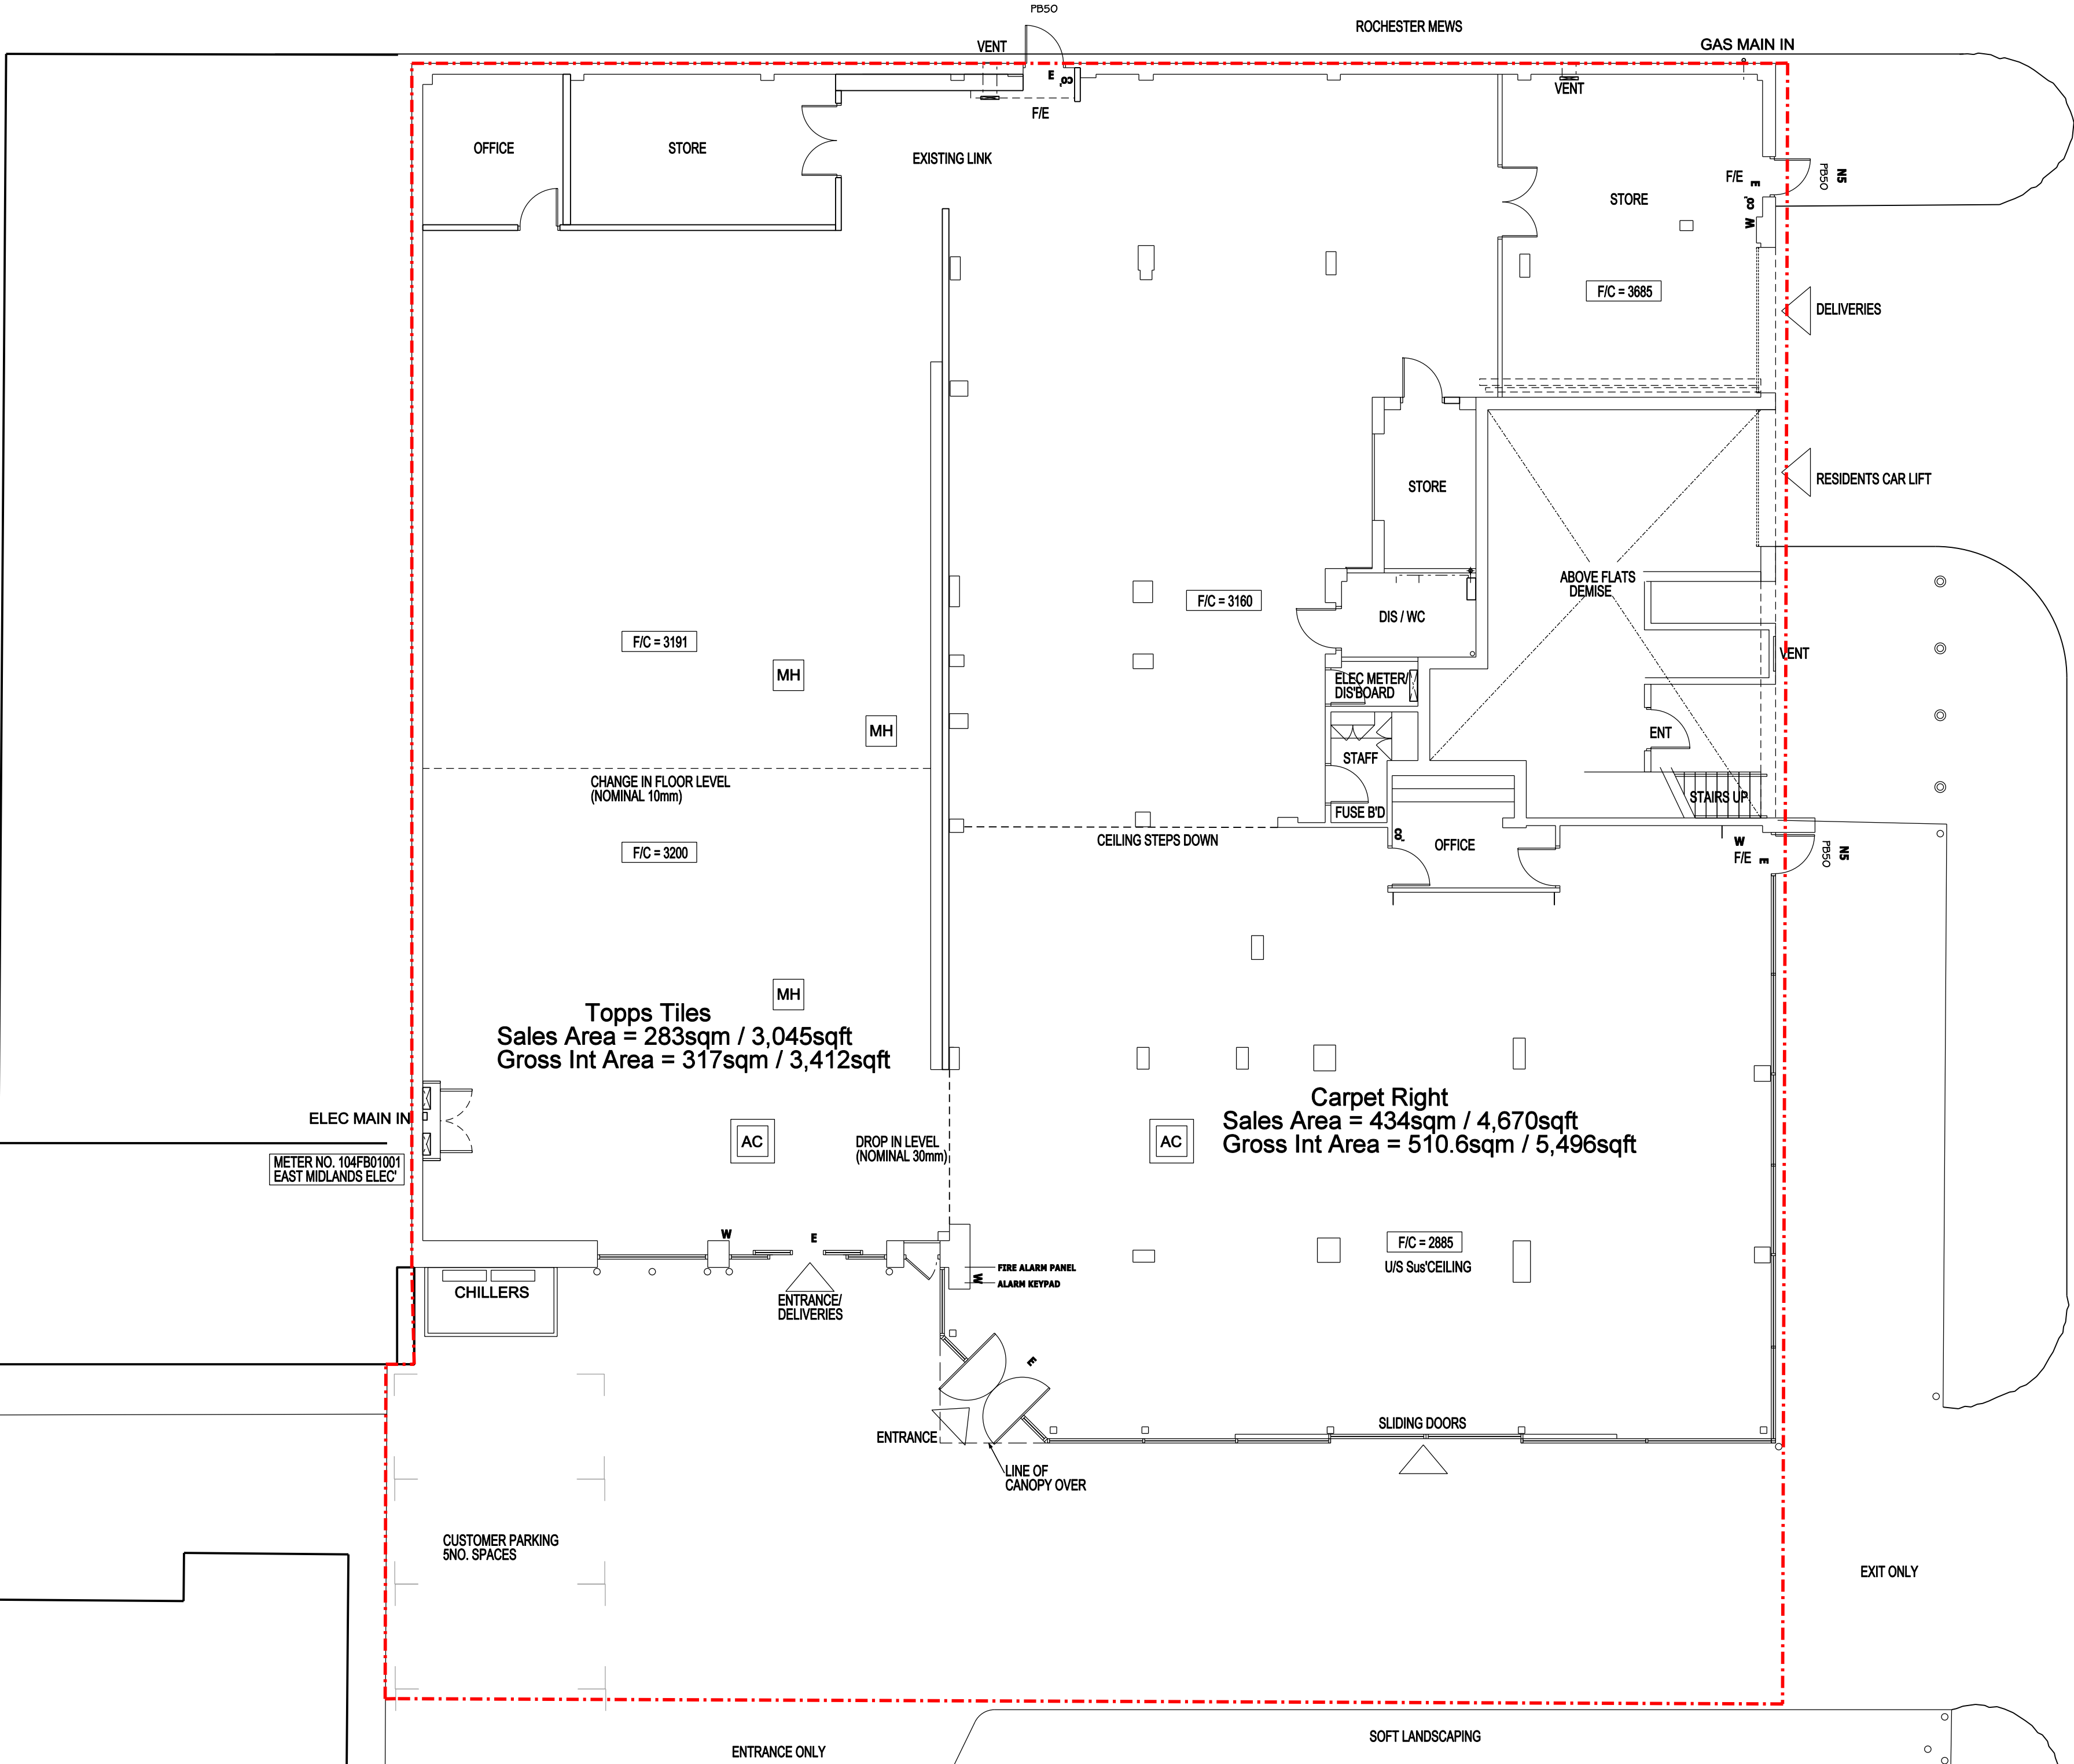 PB50
ROCHESTER MEWS
VENT
GAS MAIN IN
E
CO₂
F/E
VENT
OFFICE
STORE
EXISTING LINK
STORE
F/E
E
CO₂
W
PB50
N5
F/C = 3685
DELIVERIES
STORE
RESIDENTS CAR LIFT
ABOVE FLATS
DEMISE
F/C = 3160
DIS / WC
F/C = 3191
MH
VENT
ELEC METER/
DIS'BOARD
MH
ENT
STAFF
CHANGE IN FLOOR LEVEL
(NOMINAL 10mm)
STAIRS UP
FUSE B'D
CEILING STEPS DOWN
CO₂
OFFICE
W
F/E
E
PB50
N5
F/C = 3200
MH
Topps Tiles
Sales Area = 283sqm / 3,045sqft
Gross Int Area = 317sqm / 3,412sqft
Carpet Right
Sales Area = 434sqm / 4,670sqft
Gross Int Area = 510.6sqm / 5,496sqft
ELEC MAIN IN
AC
DROP IN LEVEL
(NOMINAL 30mm)
AC
METER NO. 104FB01001
EAST MIDLANDS ELEC'
W
E
F/C = 2885
U/S Sus'CEILING
FIRE ALARM PANEL
W
ALARM KEYPAD
CHILLERS
ENTRANCE/
DELIVERIES
E
SLIDING DOORS
ENTRANCE
LINE OF
CANOPY OVER
CUSTOMER PARKING
5NO. SPACES
EXIT ONLY
SOFT LANDSCAPING
ENTRANCE ONLY